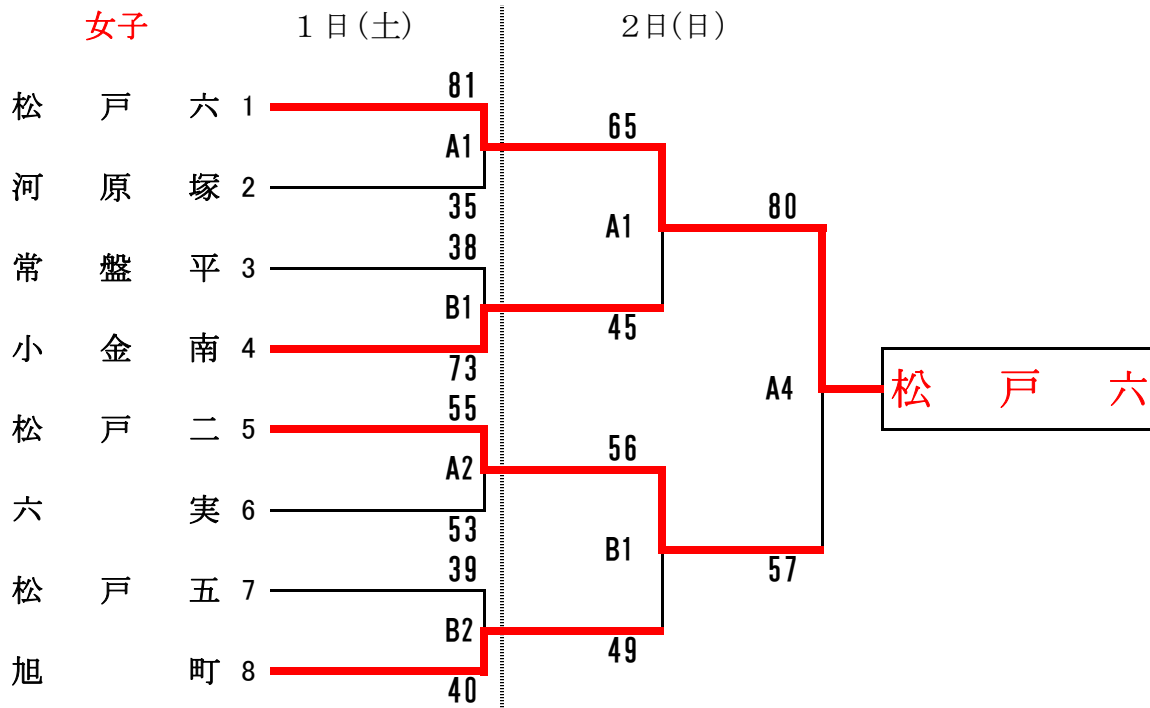 女子 1日(土) 2日(日)
81
松戸六 1
65
A1
河原塚 2
35
80
A1
38
常盤平 3
B1
45
小金南 4
73
松戸六
A4
55
松戸二 5
56
A2
六実 6
53
B1
39
57
松戸五 7
B2
49
旭町 8
40